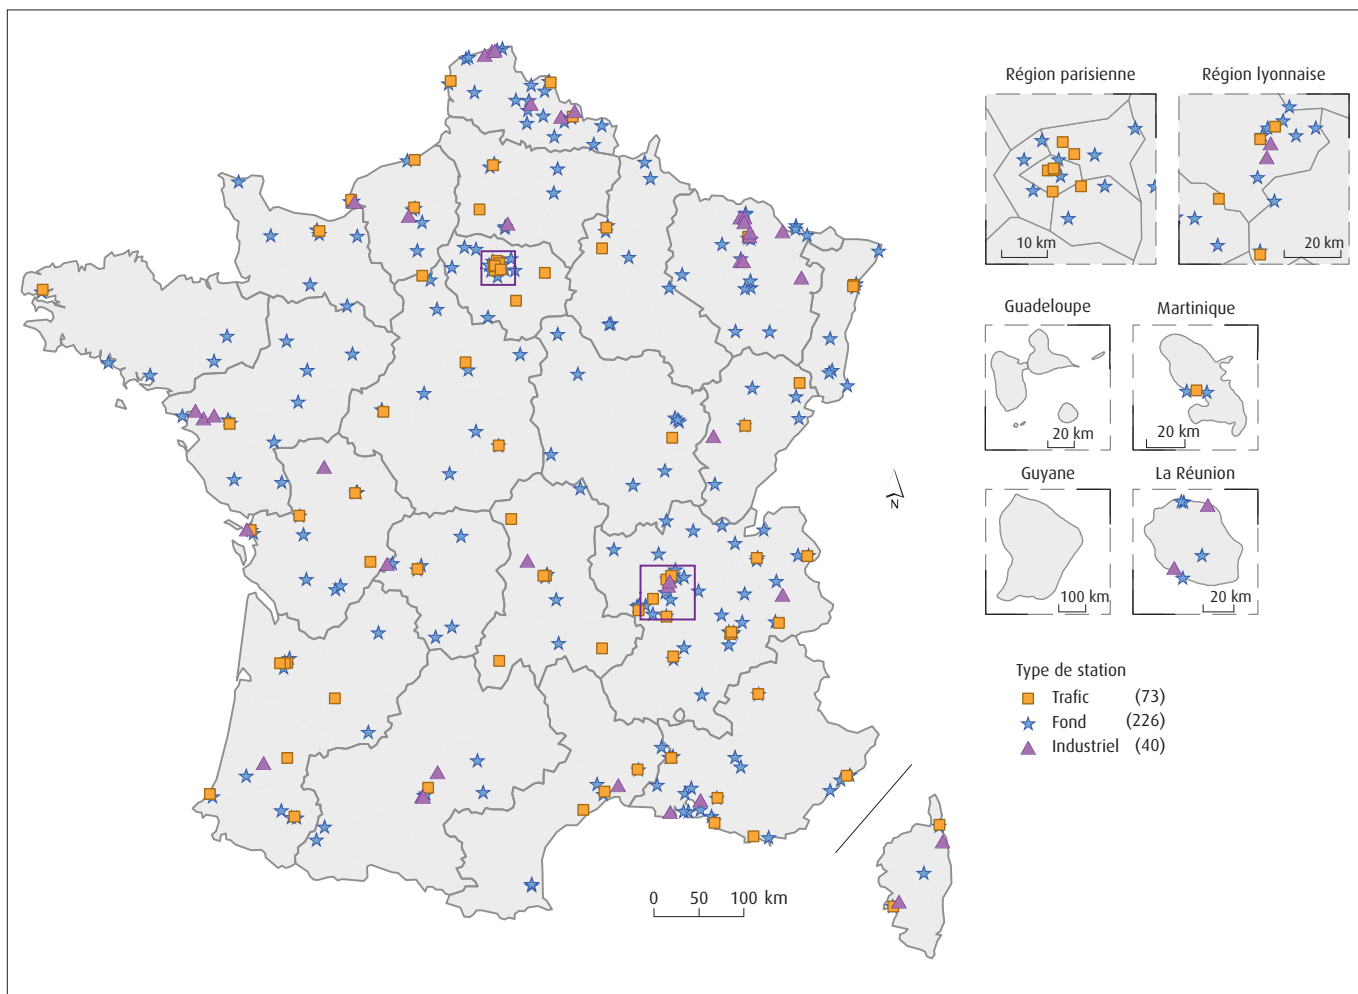 Région parisienne
Région lyonnaise
10 km
20 km
Guadeloupe
Martinique
20 km
20 km
Guyane
La Réunion
100 km
20 km
N
Type de station
Trafic (73)
Fond (226)
Industriel (40)
0 50 100 km